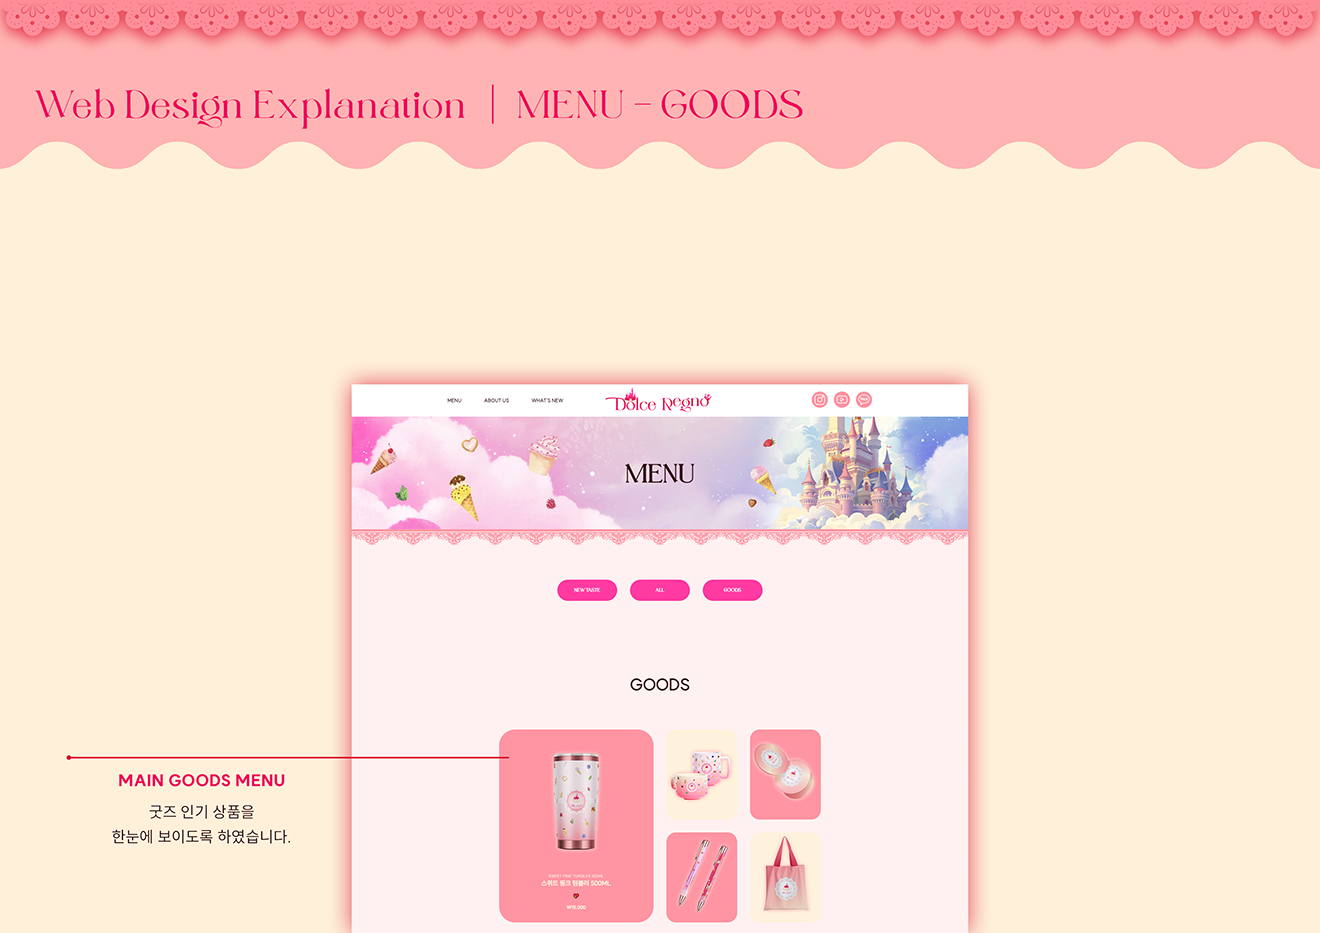 Web Design Explanation | MENU – GOODS
MENU ABOUT US WHAT'S NEW Dolce Regno
MENU
NEW TASTE ALL GOODS
GOODS
MAIN GOODS MENU
굿즈 인기 상품을
한눈에 보이도록 하였습니다.
SWEET PINK TUMBLER 500ML
스위트 핑크 텀블러 500ML